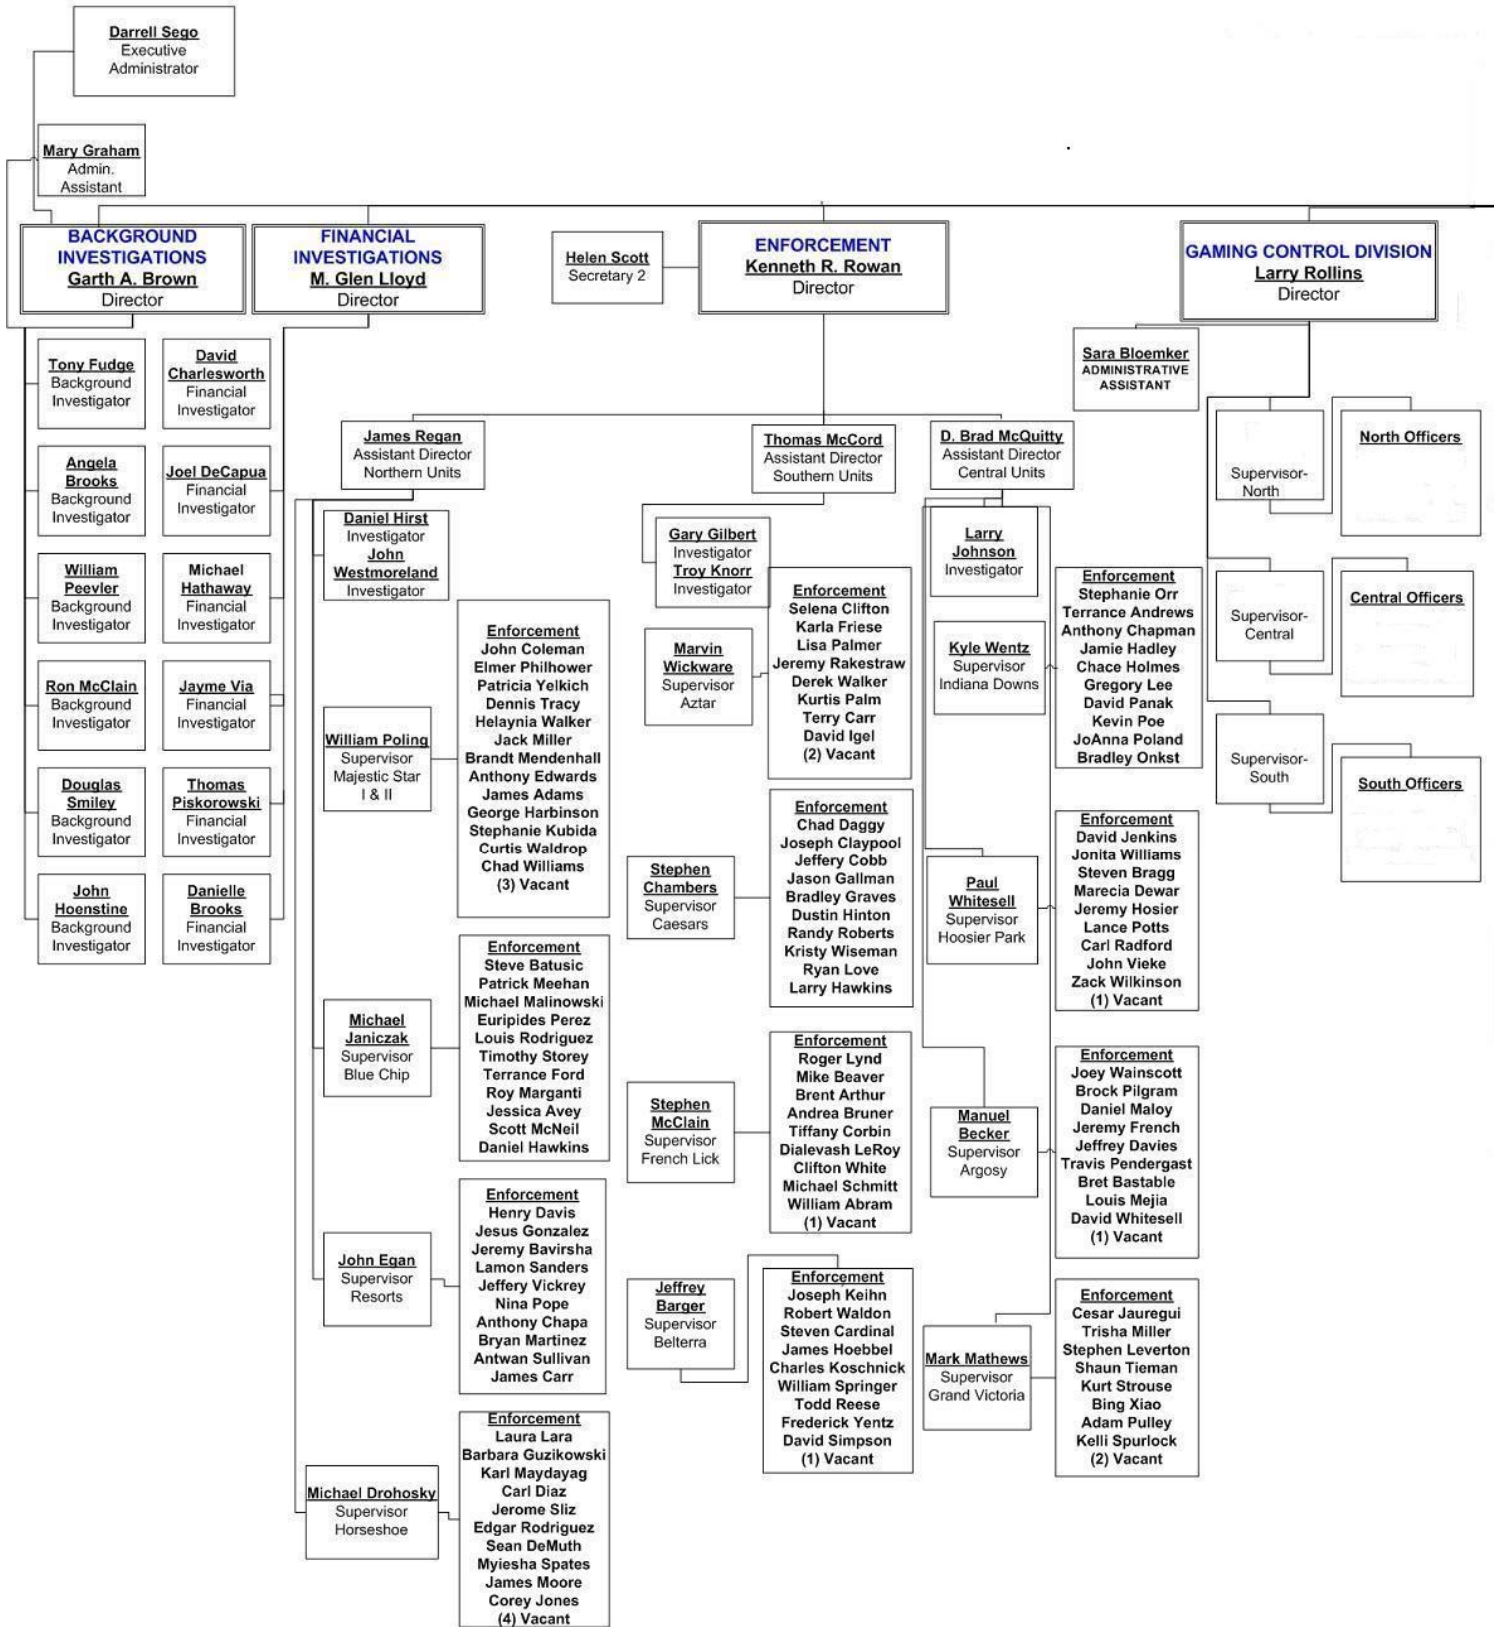 Darrell Sego
Executive
Administrator
Mary Graham
Admin.
Assistant
BACKGROUND
INVESTIGATIONS
Garth A. Brown
Director
FINANCIAL
INVESTIGATIONS
M. Glen Lloyd
Director
Helen Scott
Secretary 2
ENFORCEMENT
Kenneth R. Rowan
Director
GAMING CONTROL DIVISION
Larry Rollins
Director
Tony Fudge
Background
Investigator
David
Charlesworth
Financial
Investigator
Angela
Brooks
Background
Investigator
Joel DeCapua
Financial
Investigator
William
Peevler
Background
Investigator
Michael
Hathaway
Financial
Investigator
Ron McClain
Background
Investigator
Jayme Via
Financial
Investigator
Douglas
Smiley
Background
Investigator
Thomas
Piskorowski
Financial
Investigator
John
Hoenstine
Background
Investigator
Danielle
Brooks
Financial
Investigator
James Regan
Assistant Director
Northern Units
Daniel Hirst
Investigator
John
Westmoreland
Investigator
William Poling
Supervisor
Majestic Star
I & II
Enforcement
John Coleman
Elmer Philhower
Patricia Yelkich
Dennis Tracy
Helaynia Walker
Jack Miller
Brandt Mendenhall
Anthony Edwards
James Adams
George Harbinson
Stephanie Kubida
Curtis Waldrop
Chad Williams
(3) Vacant
Michael
Janiczak
Supervisor
Blue Chip
Enforcement
Steve Batusic
Patrick Meehan
Michael Malinowski
Euripides Perez
Louis Rodriguez
Timothy Storey
Terrance Ford
Roy Marganti
Jessica Avey
Scott McNeil
Daniel Hawkins
John Egan
Supervisor
Resorts
Enforcement
Henry Davis
Jesus Gonzalez
Jeremy Bavirsha
Lamon Sanders
Jeffery Vickrey
Nina Pope
Anthony Chapa
Bryan Martinez
Antwan Sullivan
James Carr
Michael Drohosky
Supervisor
Horseshoe
Enforcement
Laura Lara
Barbara Guzikowski
Karl Maydayag
Carl Diaz
Jerome Sliz
Edgar Rodriguez
Sean DeMuth
Myiesha Spates
James Moore
Corey Jones
(4) Vacant
Thomas McCord
Assistant Director
Southern Units
Gary Gilbert
Investigator
Troy Knorr
Investigator
Marvin
Wickware
Supervisor
Aztar
Enforcement
Selena Clifton
Karla Friese
Lisa Palmer
Jeremy Rakestraw
Derek Walker
Kurtis Palm
Terry Carr
David Igel
(2) Vacant
Stephen
Chambers
Supervisor
Caesars
Enforcement
Chad Daggy
Joseph Claypool
Jeffery Cobb
Jason Gallman
Bradley Graves
Dustin Hinton
Randy Roberts
Kristy Wiseman
Ryan Love
Larry Hawkins
Stephen
McClain
Supervisor
French Lick
Enforcement
Roger Lynd
Mike Beaver
Brent Arthur
Andrea Bruner
Tiffany Corbin
Dialevash LeRoy
Clifton White
Michael Schmitt
William Abram
(1) Vacant
Jeffrey
Barger
Supervisor
Belterra
Enforcement
Joseph Keihn
Robert Waldon
Steven Cardinal
James Hoebbel
Charles Koschnick
William Springer
Todd Reese
Frederick Yentz
David Simpson
(1) Vacant
D. Brad McQuitty
Assistant Director
Central Units
Larry
Johnson
Investigator
Kyle Wentz
Supervisor
Indiana Downs
Enforcement
Stephanie Orr
Terrance Andrews
Anthony Chapman
Jamie Hadley
Chace Holmes
Gregory Lee
David Panak
Kevin Poe
JoAnna Poland
Bradley Onkst
Paul
Whitesell
Supervisor
Hoosier Park
Enforcement
David Jenkins
Jonita Williams
Steven Bragg
Marecia Dewar
Jeremy Hosier
Lance Potts
Carl Radford
John Vieke
Zack Wilkinson
(1) Vacant
Manuel
Becker
Supervisor
Argosy
Enforcement
Joey Wainscott
Brock Pilgram
Daniel Maloy
Jeremy French
Jeffrey Davies
Travis Pendergast
Bret Bastable
Louis Mejia
David Whitesell
(1) Vacant
Mark Mathews
Supervisor
Grand Victoria
Enforcement
Cesar Jauregui
Trisha Miller
Stephen Leverton
Shaun Tieman
Kurt Strouse
Bing Xiao
Adam Pulley
Kelli Spurlock
(2) Vacant
Sara Bloemker
ADMINISTRATIVE
ASSISTANT
Supervisor-
North
North Officers
Supervisor-
Central
Central Officers
Supervisor-
South
South Officers